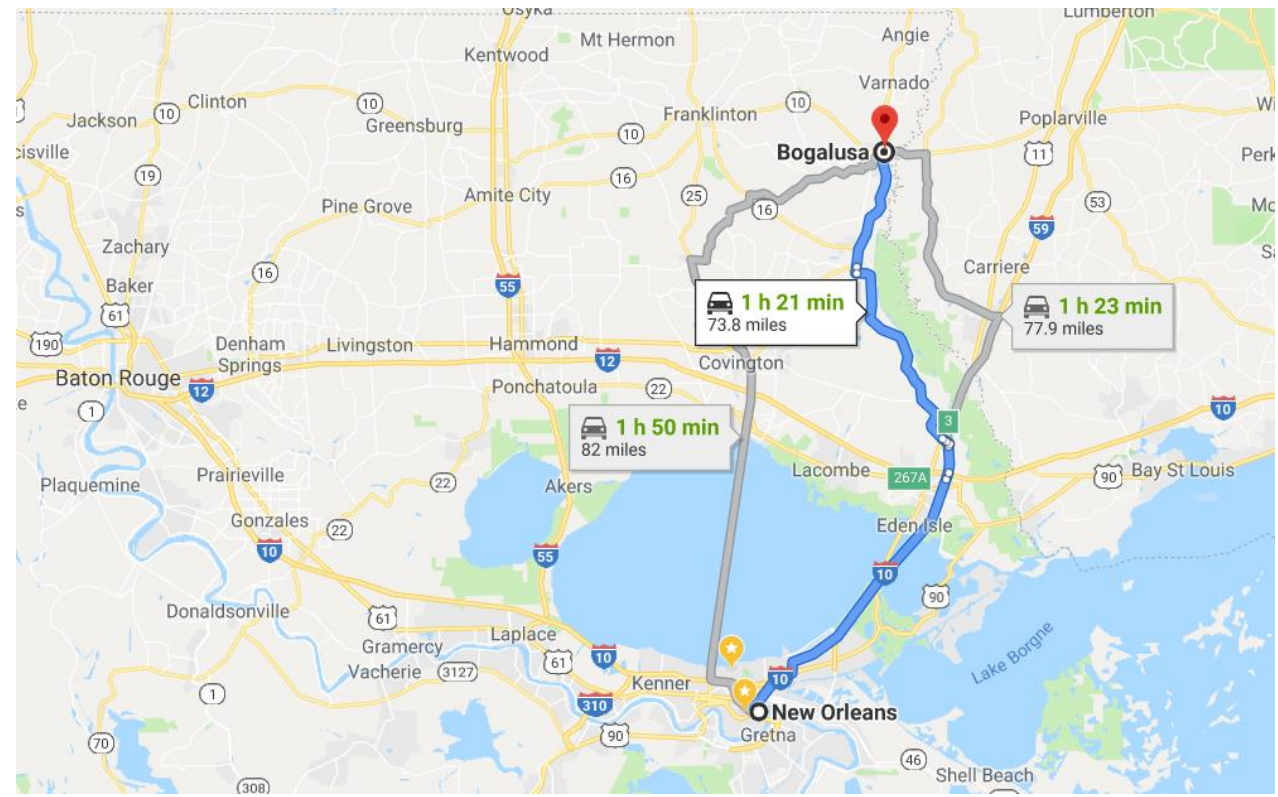 Osyka
Lumberton
Kentwood
Mt Hermon
Angie
Varnado
Jackson
10
Clinton
10
Greensburg
10
Franklinton
10
Poplarville
Wi
cisville
Bogalusa
11
Perk
19
16
Amite City
25
16
53
Mo
s
Pine Grove
59
Zachary
16
Carriere
Sa
Baker
55
1 h 21 min
73.8 miles
1 h 23 min
77.9 miles
61
190
Denham
Springs
Livingston
Hammond
12
Covington
Baton Rouge
12
Ponchatoula
22
10
e
1
1 h 50 min
82 miles
3
Prairieville
22
Akers
Lacombe
267A
90
Bay St Louis
Plaquemine
Gonzales
22
Eden Isle
10
55
10
90
Donaldsonville
61
Gramercy
Laplace
Lake Borgne
Vacherie
3127
61
10
1
Kenner
10
310
New Orleans
90
Gretna
70
46
308
Shell Beach